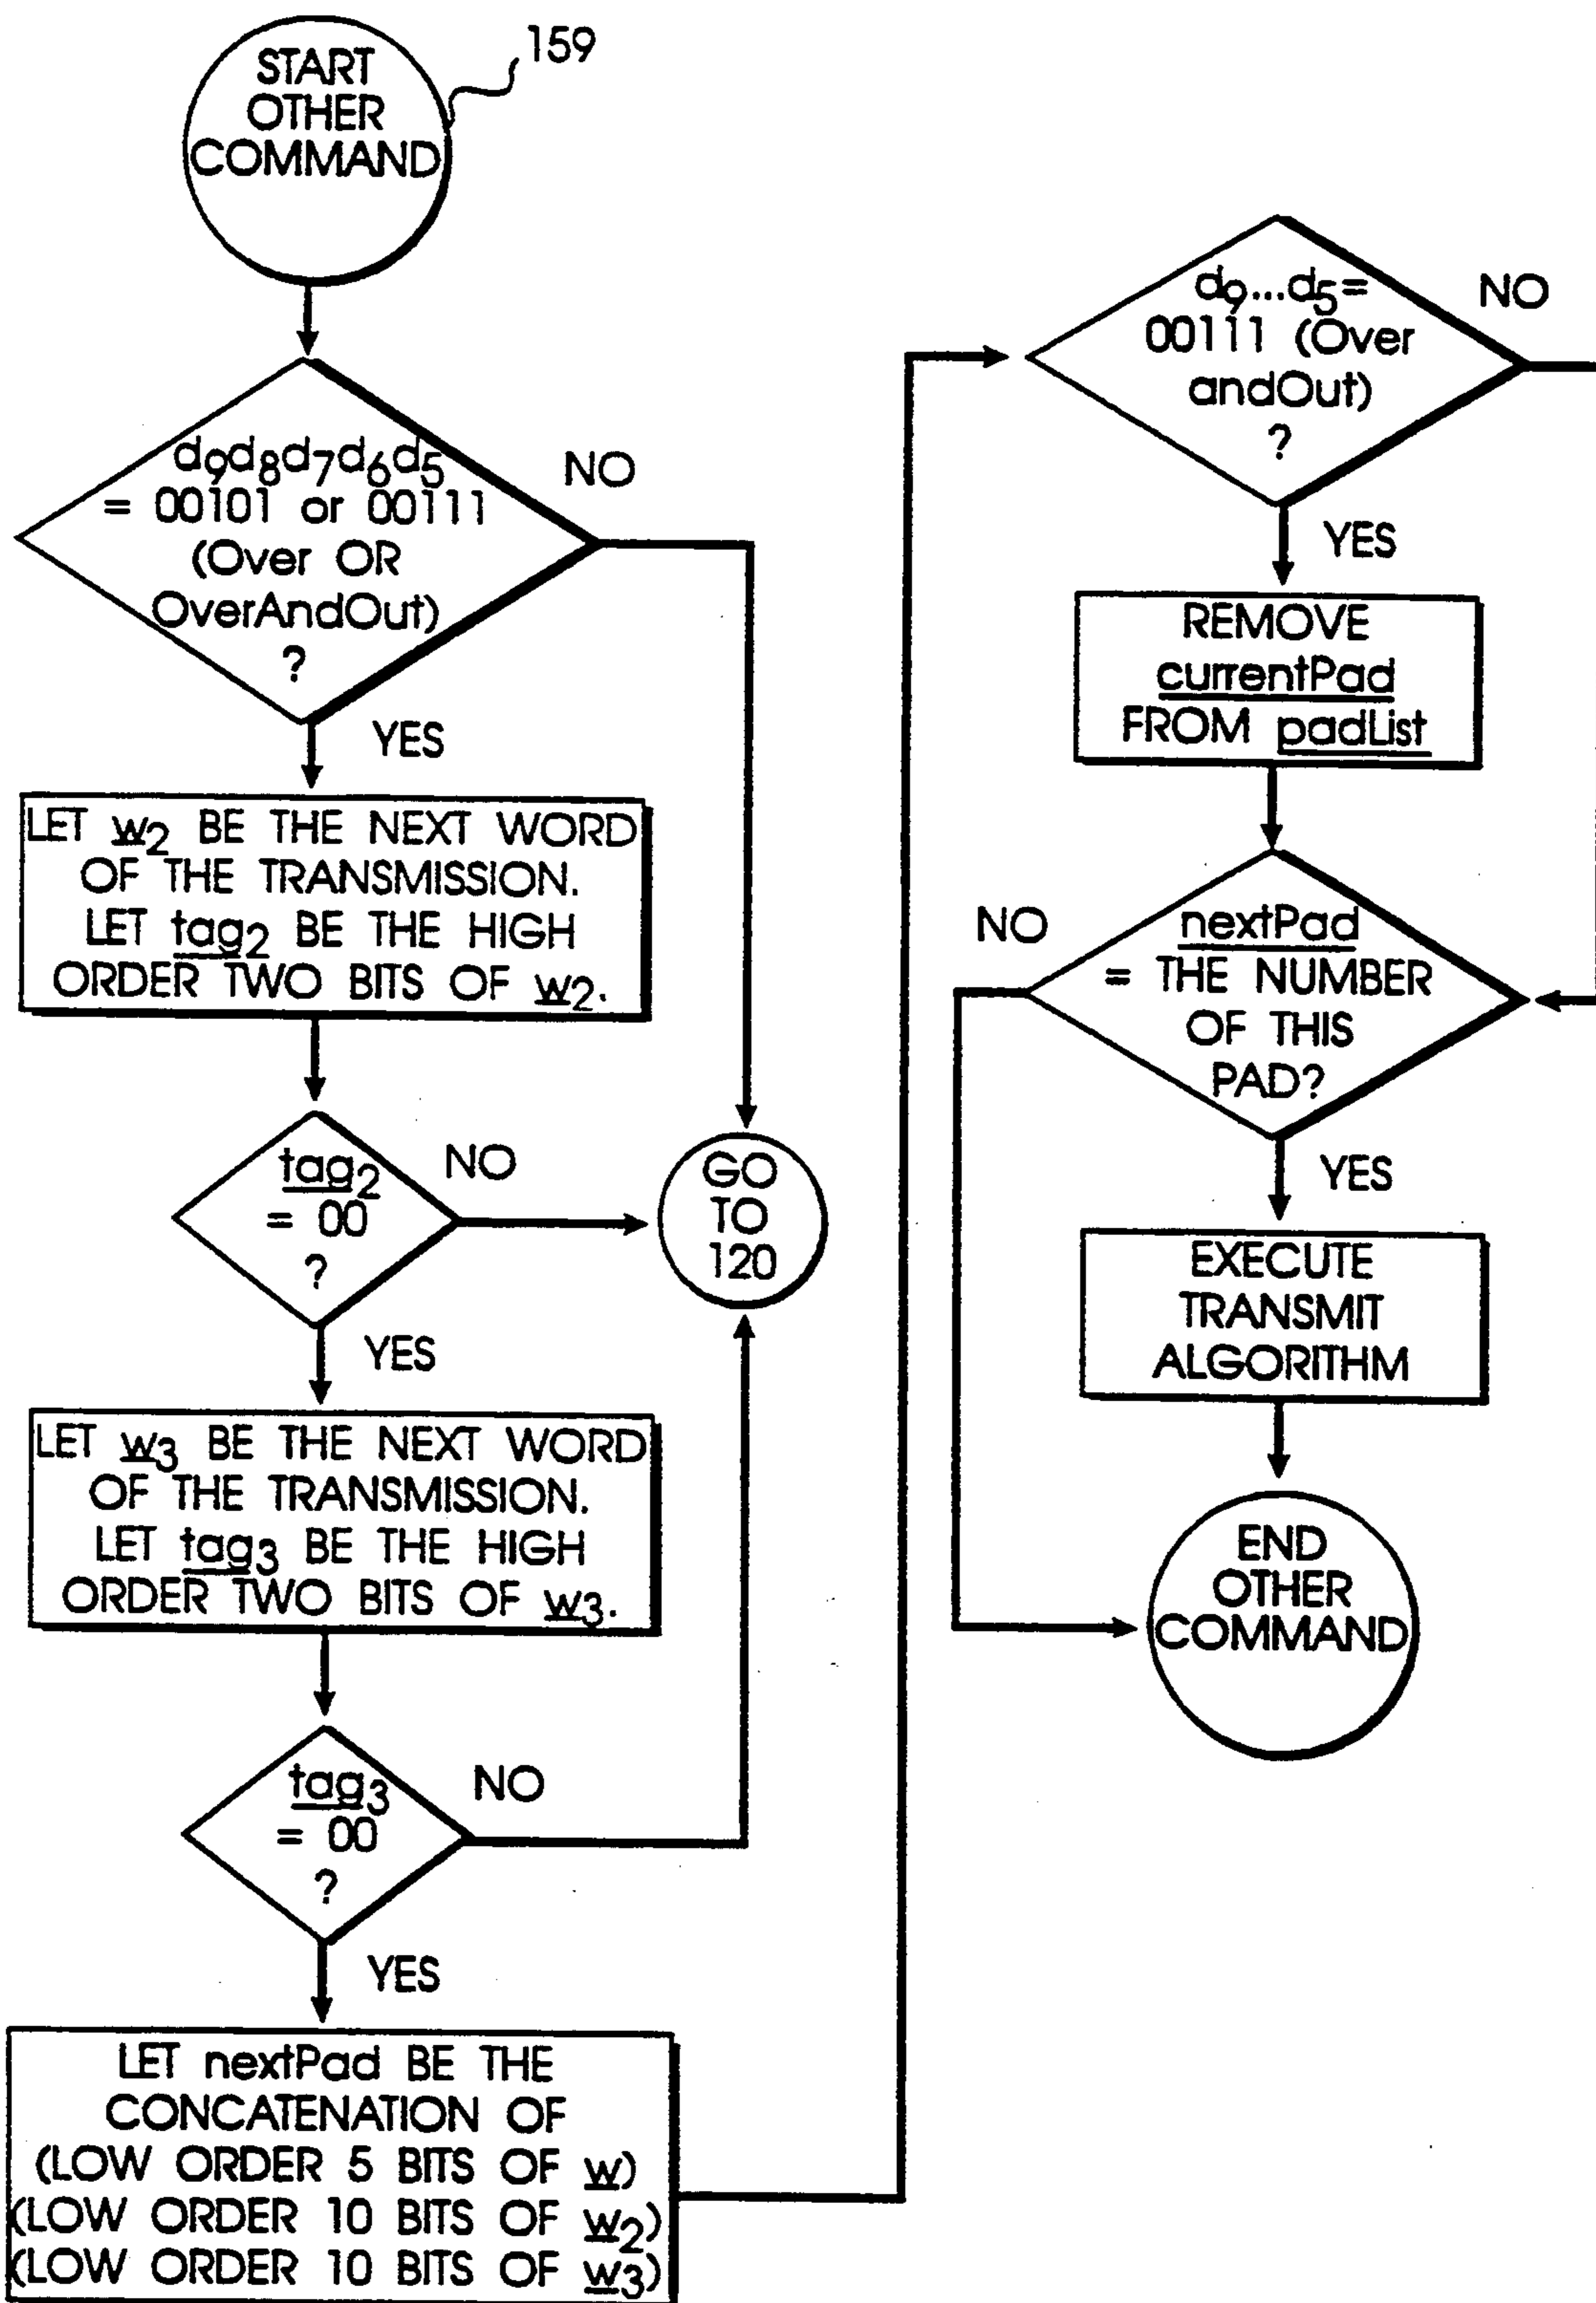 START
OTHER
COMMAND
159
d9d8d7d6d5
= 00101 or 00111
(Over OR
OverAndOut)
?
NO
YES
LET w2 BE THE NEXT WORD
OF THE TRANSMISSION.
LET tag2 BE THE HIGH
ORDER TWO BITS OF w2.
tag2
= 00
?
NO
GO
TO
120
YES
LET w3 BE THE NEXT WORD
OF THE TRANSMISSION.
LET tag3 BE THE HIGH
ORDER TWO BITS OF w3.
tag3
= 00
?
NO
YES
LET nextPad BE THE
CONCATENATION OF
(LOW ORDER 5 BITS OF w)
(LOW ORDER 10 BITS OF w2)
(LOW ORDER 10 BITS OF w3)
d9...d5=
00111 (Over
andOut)
?
NO
YES
REMOVE
currentPad
FROM padList
nextPad
= THE NUMBER
OF THIS
PAD?
NO
YES
EXECUTE
TRANSMIT
ALGORITHM
END
OTHER
COMMAND